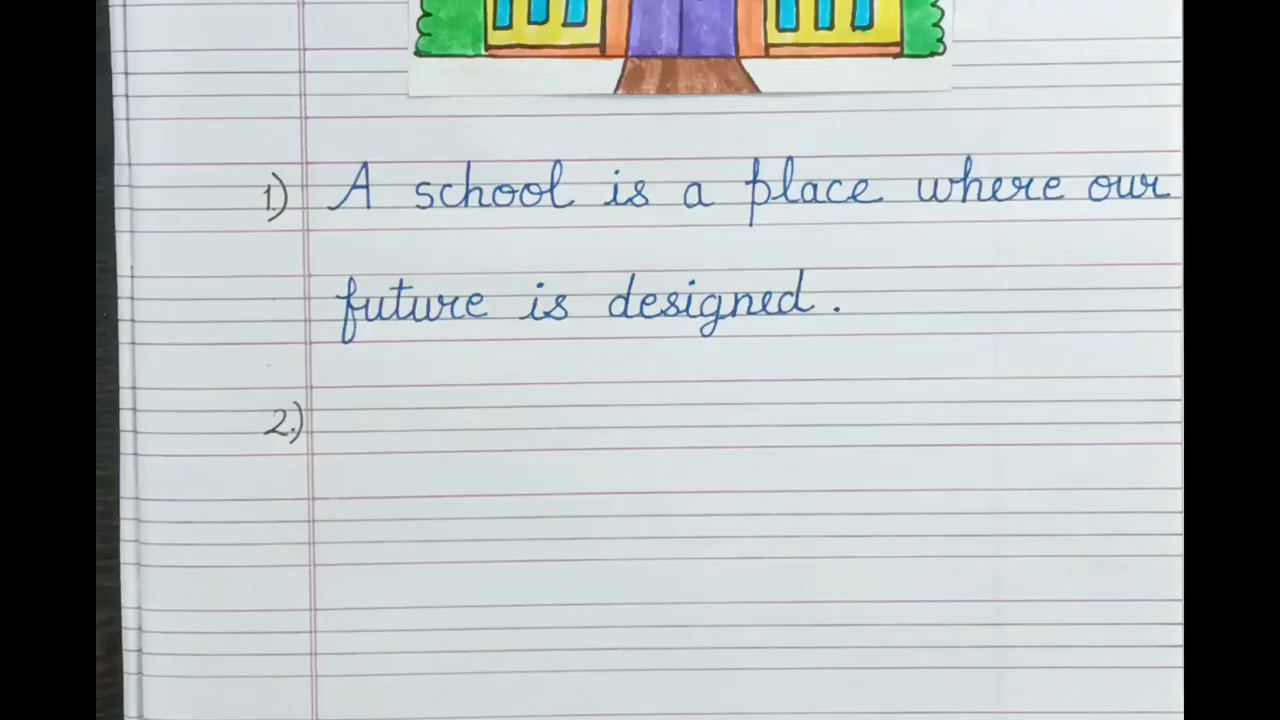 1.) A school is a place where our
future is designed.
2.)